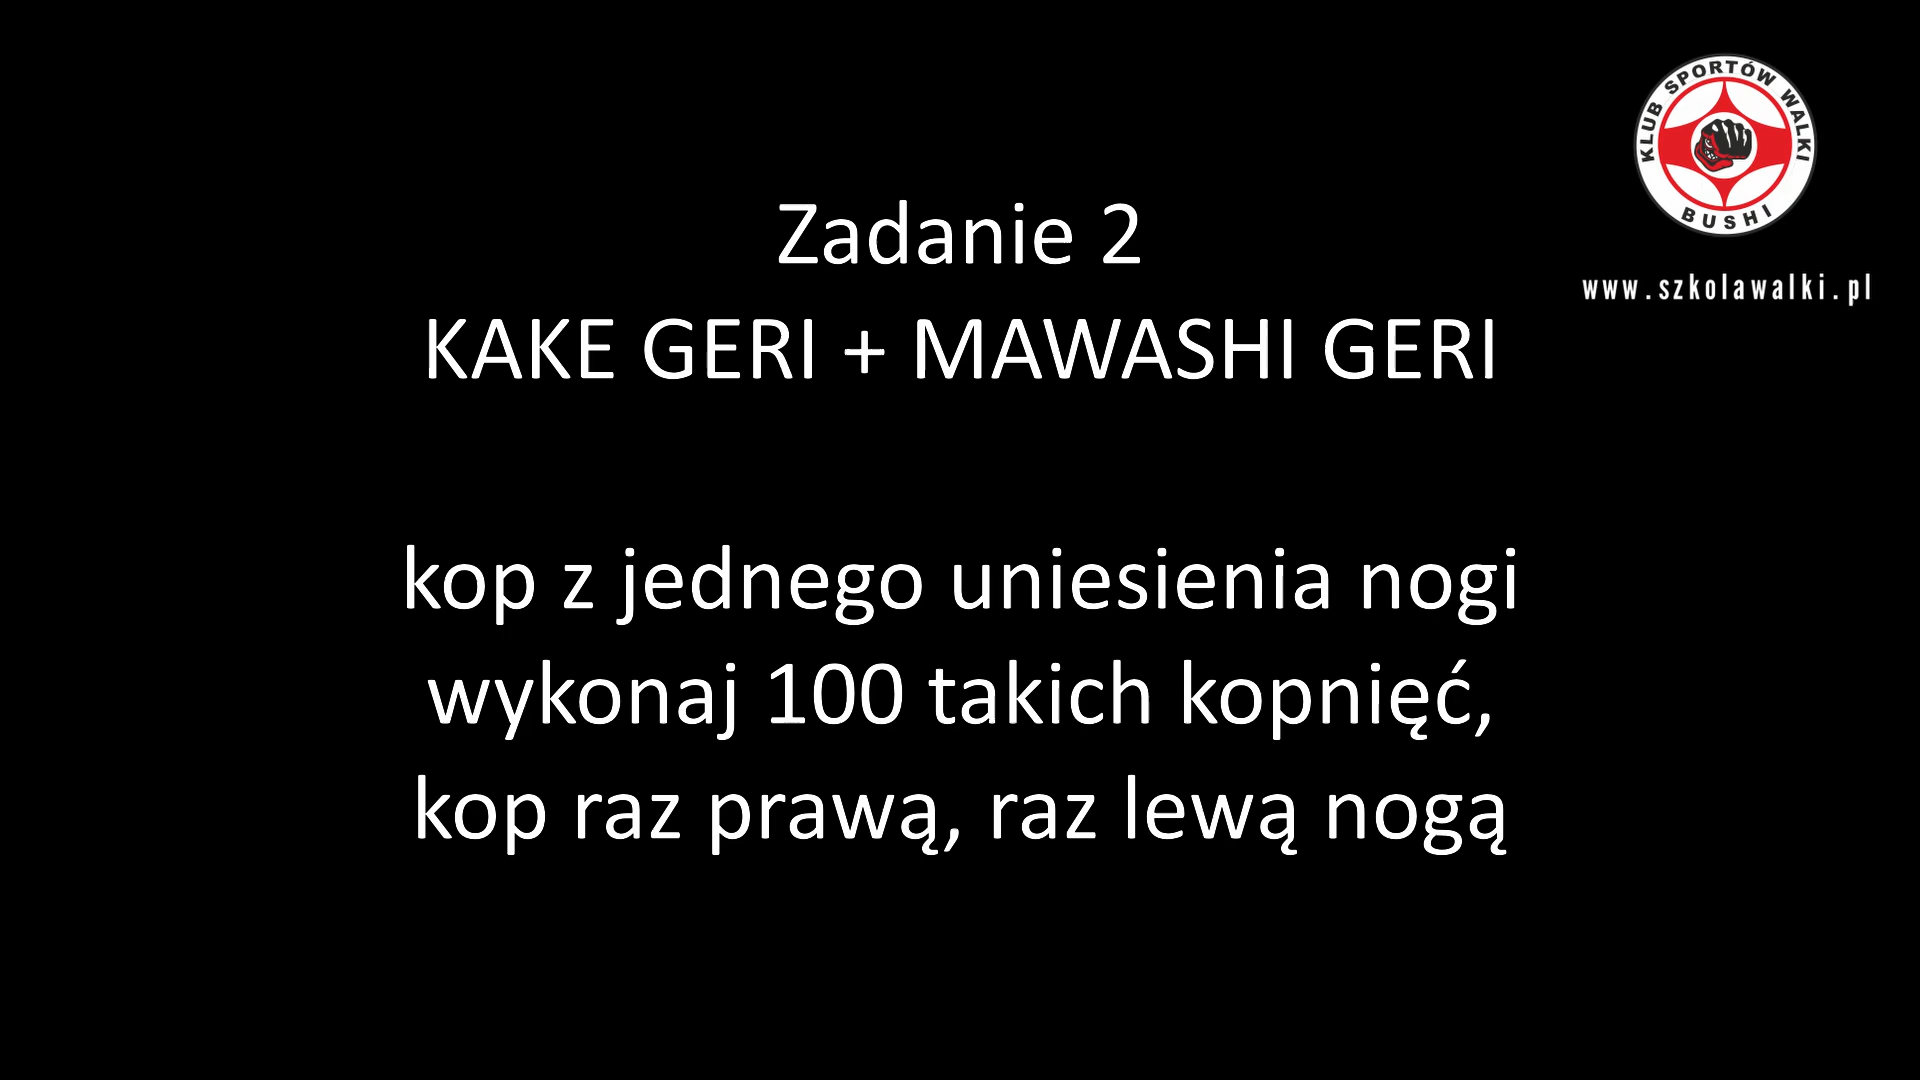 KLUB SPORTÓW WALKI
BUSHI
www.szkolawalki.pl
Zadanie 2
KAKE GERI + MAWASHI GERI
kop z jednego uniesienia nogi
wykonaj 100 takich kopnięć,
kop raz prawą, raz lewą nogą